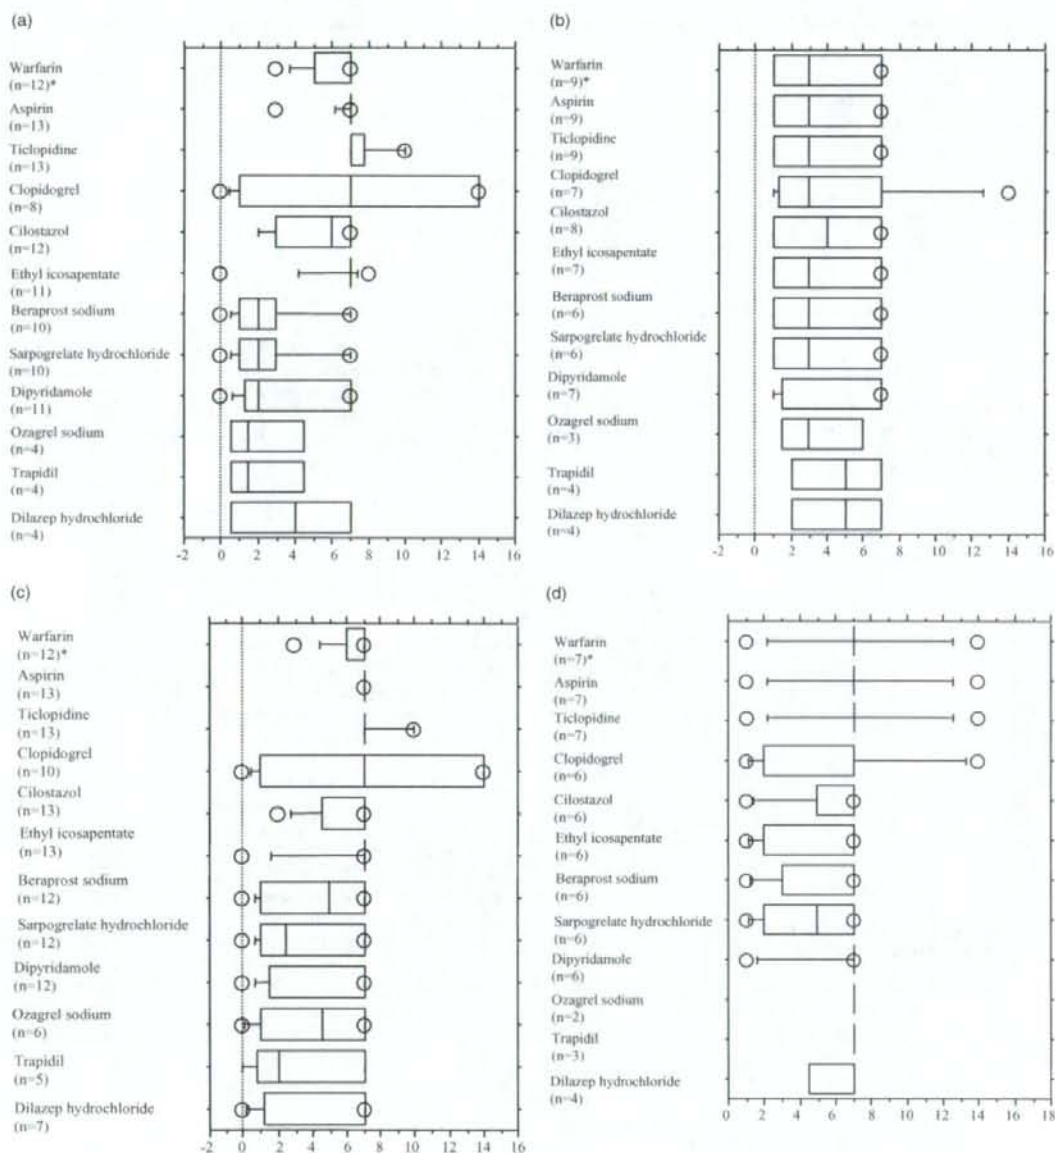 (a)
Warfarin
(n=12)*
Aspirin
(n=13)
Ticlopidine
(n=13)
Clopidogrel
(n=8)
Cilostazol
(n=12)
Ethyl icosapentate
(n=11)
Beraprost sodium
(n=10)
Sarpogrelate hydrochloride
(n=10)
Dipyridamole
(n=11)
Ozagrel sodium
(n=4)
Trapidil
(n=4)
Dilazep hydrochloride
(n=4)
-2 0 2 4 6 8 10 12 14 16
(b)
Warfarin
(n=9)*
Aspirin
(n=9)
Ticlopidine
(n=9)
Clopidogrel
(n=7)
Cilostazol
(n=8)
Ethyl icosapentate
(n=7)
Beraprost sodium
(n=6)
Sarpogrelate hydrochloride
(n=6)
Dipyridamole
(n=7)
Ozagrel sodium
(n=3)
Trapidil
(n=4)
Dilazep hydrochloride
(n=4)
-2 0 2 4 6 8 10 12 14 16
(c)
Warfarin
(n=12)*
Aspirin
(n=13)
Ticlopidine
(n=13)
Clopidogrel
(n=10)
Cilostazol
(n=13)
Ethyl icosapentate
(n=13)
Beraprost sodium
(n=12)
Sarpogrelate hydrochloride
(n=12)
Dipyridamole
(n=12)
Ozagrel sodium
(n=6)
Trapidil
(n=5)
Dilazep hydrochloride
(n=7)
-2 0 2 4 6 8 10 12 14 16
(d)
Warfarin
(n=7)*
Aspirin
(n=7)
Ticlopidine
(n=7)
Clopidogrel
(n=6)
Cilostazol
(n=6)
Ethyl icosapentate
(n=6)
Beraprost sodium
(n=6)
Sarpogrelate hydrochloride
(n=6)
Dipyridamole
(n=6)
Ozagrel sodium
(n=2)
Trapidil
(n=3)
Dilazep hydrochloride
(n=4)
0 2 4 6 8 10 12 14 16 18